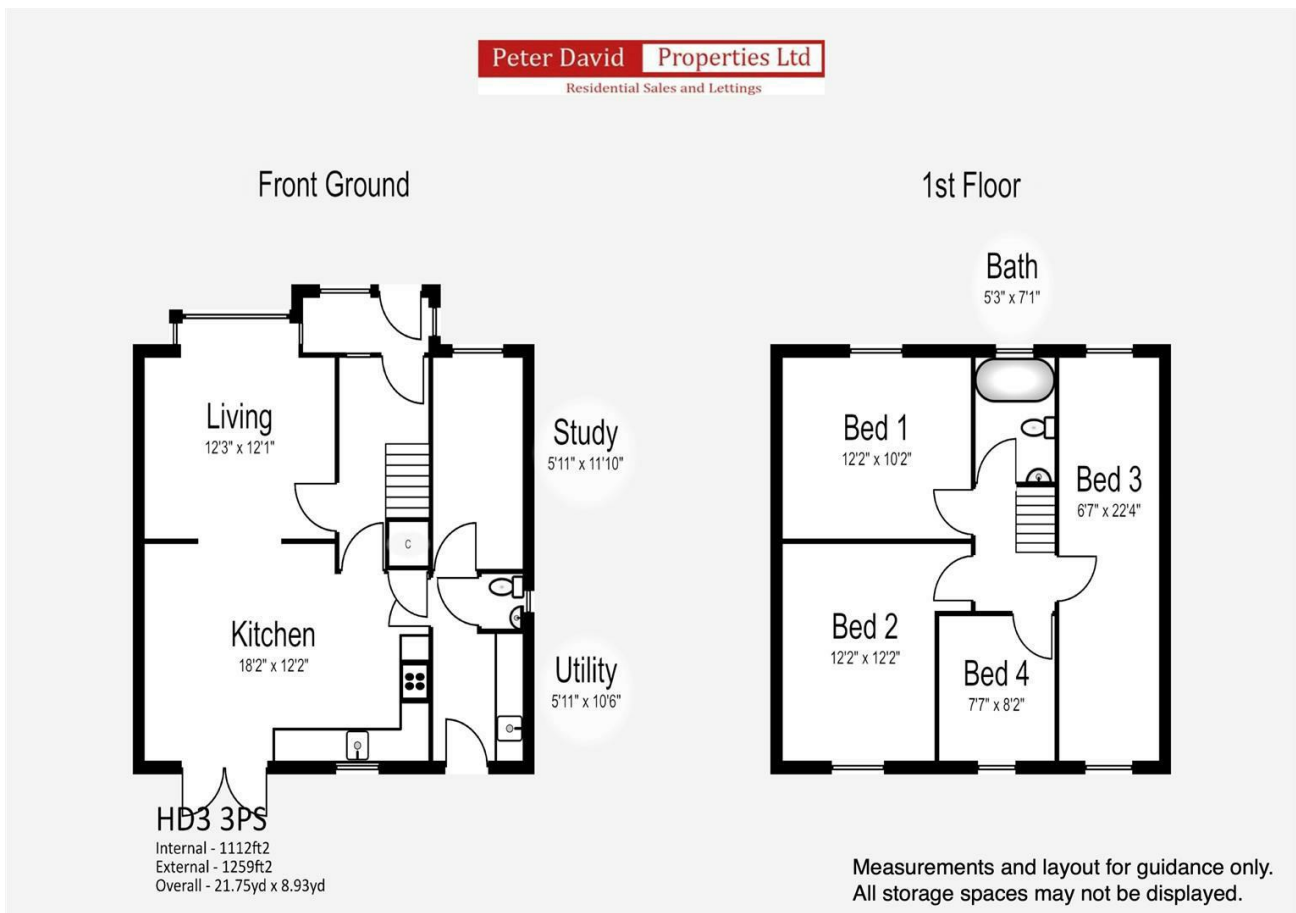 Peter David Properties Ltd
Residential Sales and Lettings
Front Ground
1st Floor
Bath
5'3" x 7'1"
Living
12'3" x 12'1"
Study
5'11" x 11'10"
C
Kitchen
18'2" x 12'2"
Utility
5'11" x 10'6"
Bed 1
12'2" x 10'2"
Bed 3
6'7" x 22'4"
Bed 2
12'2" x 12'2"
Bed 4
7'7" x 8'2"
HD3 3PS
Internal - 1112ft2
External - 1259ft2
Overall - 21.75yd x 8.93yd
Measurements and layout for guidance only.
All storage spaces may not be displayed.